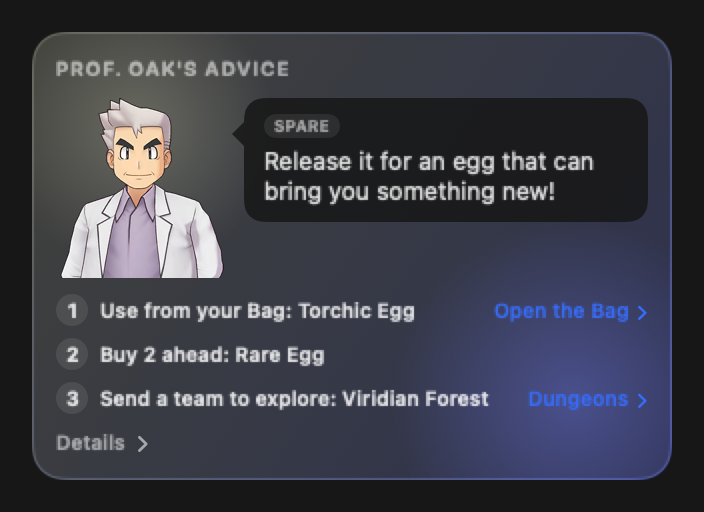 PROF. OAK'S ADVICE
SPARE
Release it for an egg that can
bring you something new!
1 Use from your Bag: Torchic Egg Open the Bag >
2 Buy 2 ahead: Rare Egg
3 Send a team to explore: Viridian Forest Dungeons >
Details >